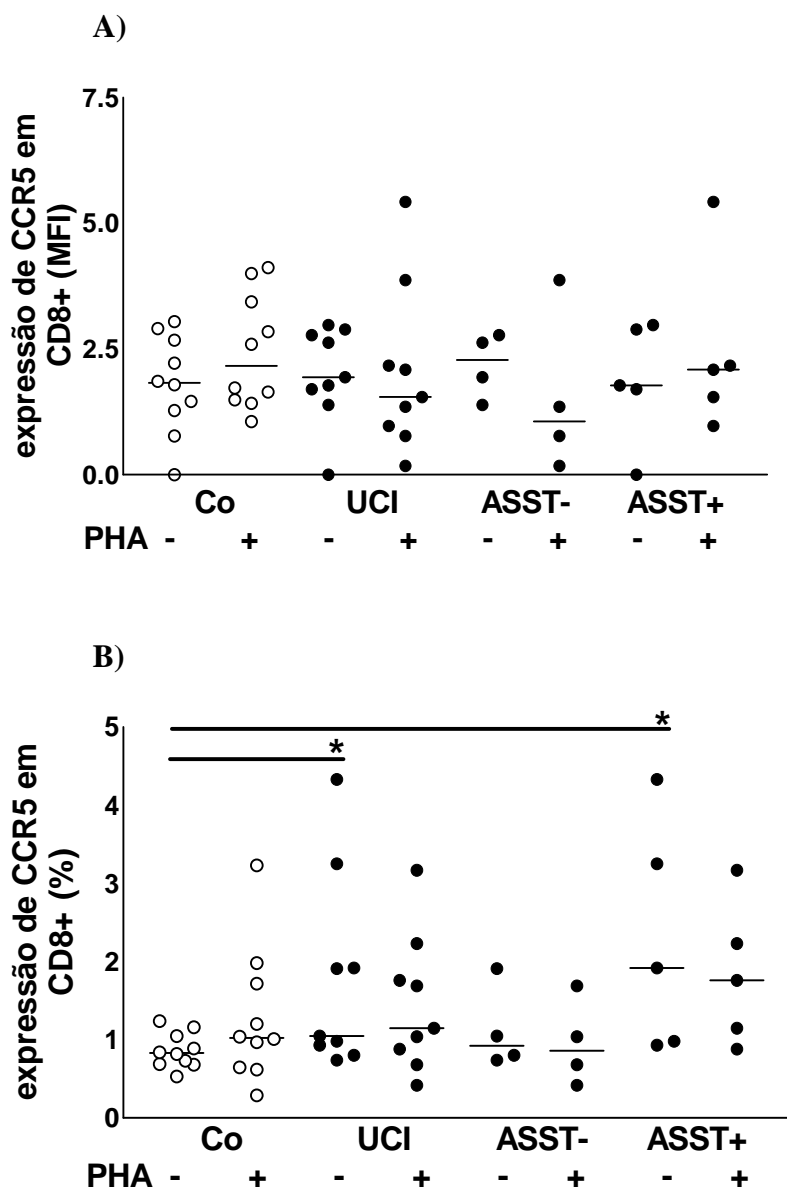 A)
expressão de CCR5 em
CD8+ (MFI)
7.5
5.0
2.5
0.0
Co UCI ASST- ASST+
PHA - + - + - + - +
B)
expressão de CCR5 em
CD8+ (%)
5
4
3
2
1
0
*
*
Co UCI ASST- ASST+
PHA - + - + - + - +